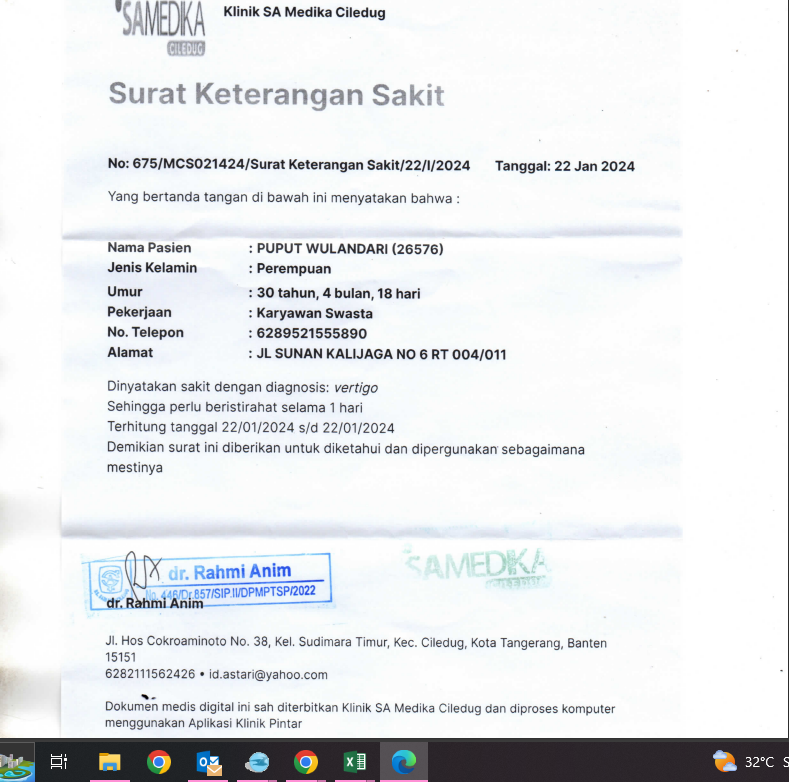 SAMEDIKA
CILEDUG
Klinik SA Medika Ciledug
Surat Keterangan Sakit
No: 675/MCS021424/Surat Keterangan Sakit/22/I/2024 Tanggal: 22 Jan 2024
Yang bertanda tangan di bawah ini menyatakan bahwa :
Nama Pasien : PUPUT WULANDARI (26576)
Jenis Kelamin : Perempuan
Umur : 30 tahun, 4 bulan, 18 hari
Pekerjaan : Karyawan Swasta
No. Telepon : 6289521555890
Alamat : JL SUNAN KALIJAGA NO 6 RT 004/011
Dinyatakan sakit dengan diagnosis: vertigo
Sehingga perlu beristirahat selama 1 hari
Terhitung tanggal 22/01/2024 s/d 22/01/2024
Demikian surat ini diberikan untuk diketahui dan dipergunakan sebagaimana
mestinya
SAMEDIKA
CILEDUG
dr. Rahmi Anim
No. 446/Dr.857/SIP.II/DPMPTSP/2022
dr. Rahmi Anim
Jl. Hos Cokroaminoto No. 38, Kel. Sudimara Timur, Kec. Ciledug, Kota Tangerang, Banten
15151
6282111562426 • id.astari@yahoo.com
Dokumen medis digital ini sah diterbitkan Klinik SA Medika Ciledug dan diproses komputer
menggunakan Aplikasi Klinik Pintar
32°C S